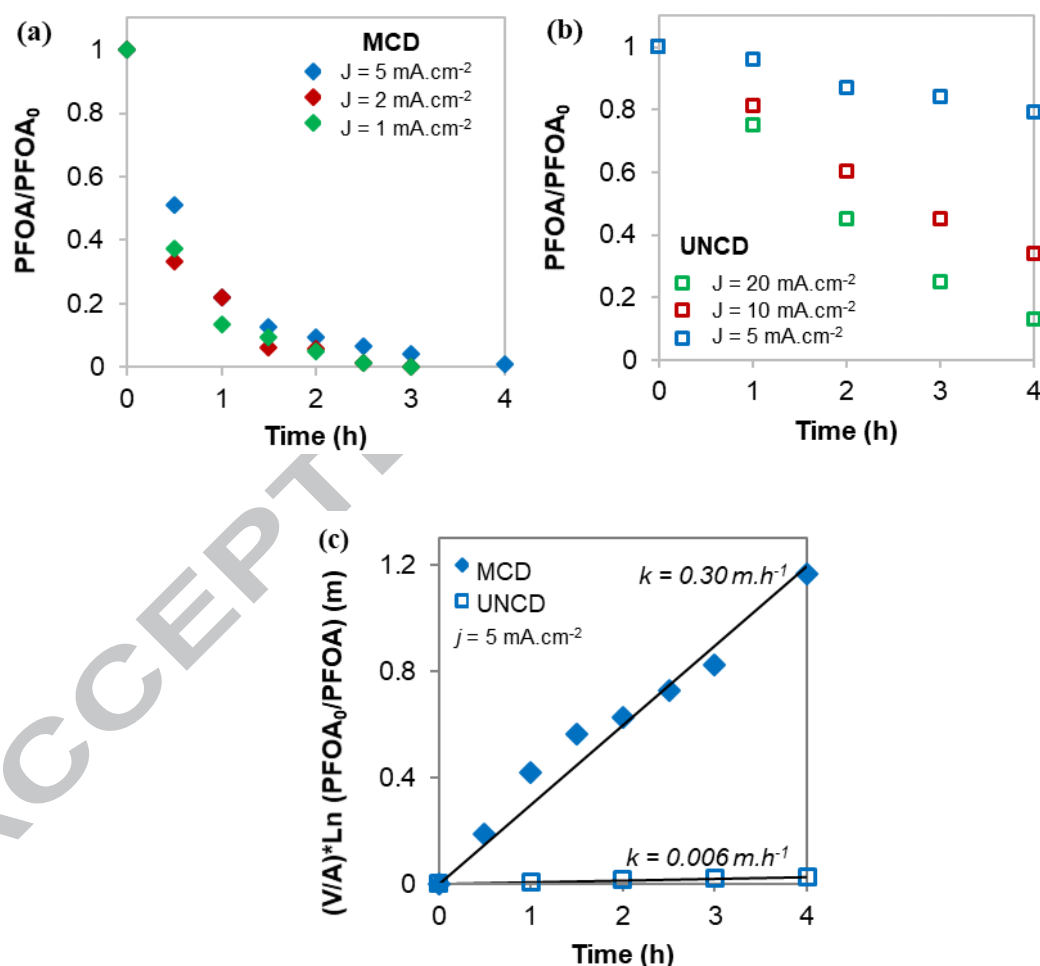 (a)
MCD
J = 5 mA.cm-2
J = 2 mA.cm-2
J = 1 mA.cm-2
PFOA/PFOA0
1
0.8
0.6
0.4
0.2
0
0 1 2 3 4
Time (h)
(b)
UNCD
J = 20 mA.cm-2
J = 10 mA.cm-2
J = 5 mA.cm-2
PFOA/PFOA0
1
0.8
0.6
0.4
0.2
0
0 1 2 3 4
Time (h)
ACCEPT
(c)
MCD
UNCD
j = 5 mA.cm-2
k = 0.30 m.h-1
k = 0.006 m.h-1
(V/A)*Ln (PFOA0/PFOA) (m)
1.2
0.8
0.4
0
0 1 2 3 4
Time (h)